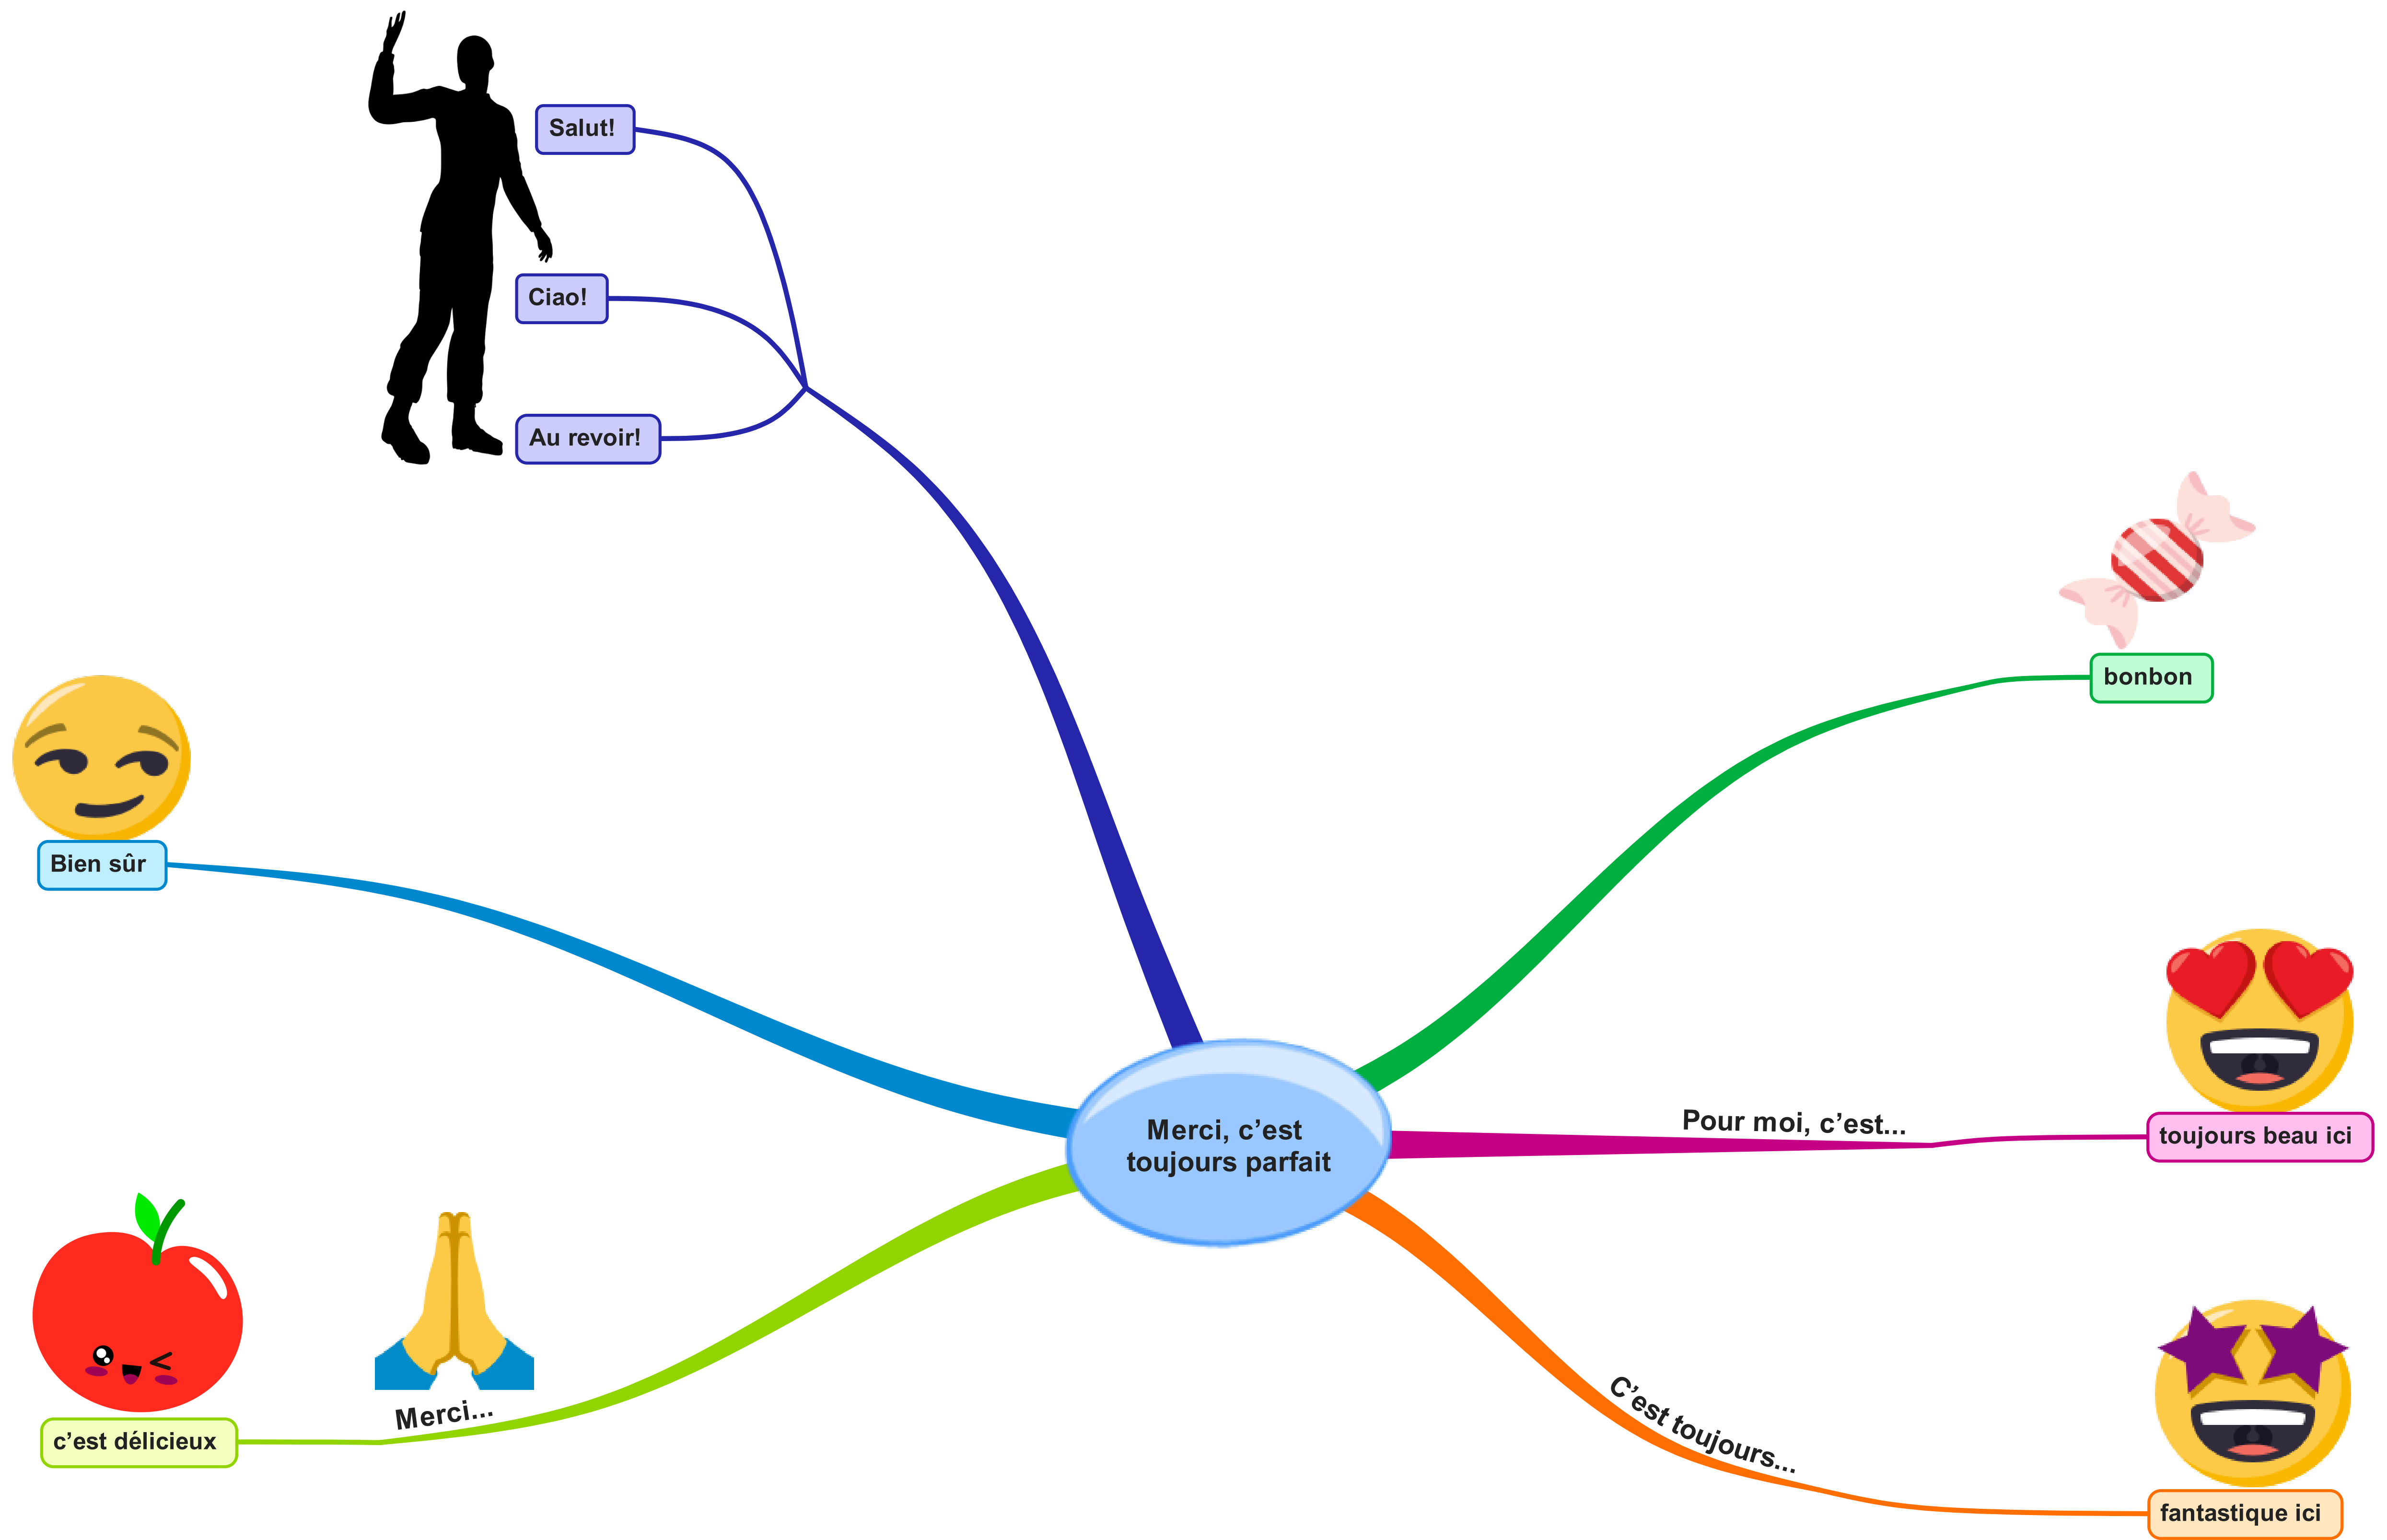 Salut!
Ciao!
Au revoir!
bonbon
Bien sûr
Merci, c’est
toujours parfait
Pour moi, c’est...
toujours beau ici
Merci...
c’est délicieux
C’est toujours...
fantastique ici